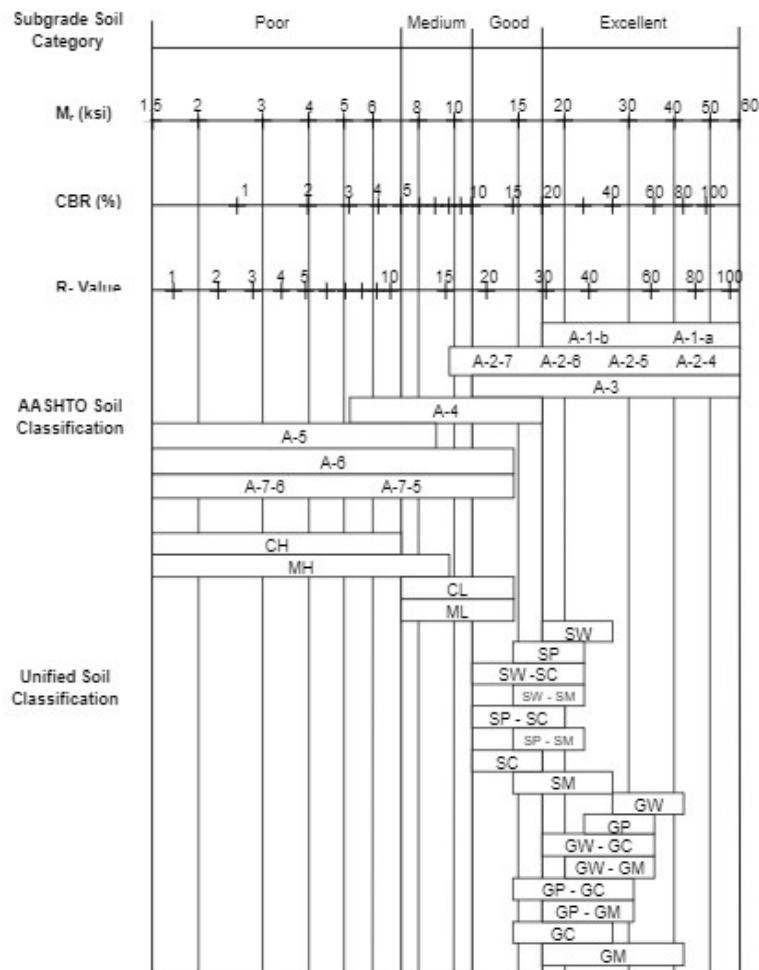 Subgrade Soil
Category
Poor Medium Good Excellent
Mr (ksi)
1.5 2 3 4 5 6 8 10 15 20 30 40 50 60
CBR (%)
1 2 3 4 5 10 15 20 40 60 80 100
R- Value
1 2 3 4 5 10 15 20 30 40 60 80 100
A-1-b A-1-a
A-2-7 A-2-6 A-2-5 A-2-4
A-3
AASHTO Soil
Classification
A-4
A-5
A-6
A-7-6 A-7-5
CH
MH
CL
ML
SW
SP
Unified Soil
Classification
SW -SC
SW - SM
SP - SC
SP - SM
SC
SM
GW
GP
GW - GC
GW - GM
GP - GC
GP - GM
GC
GM